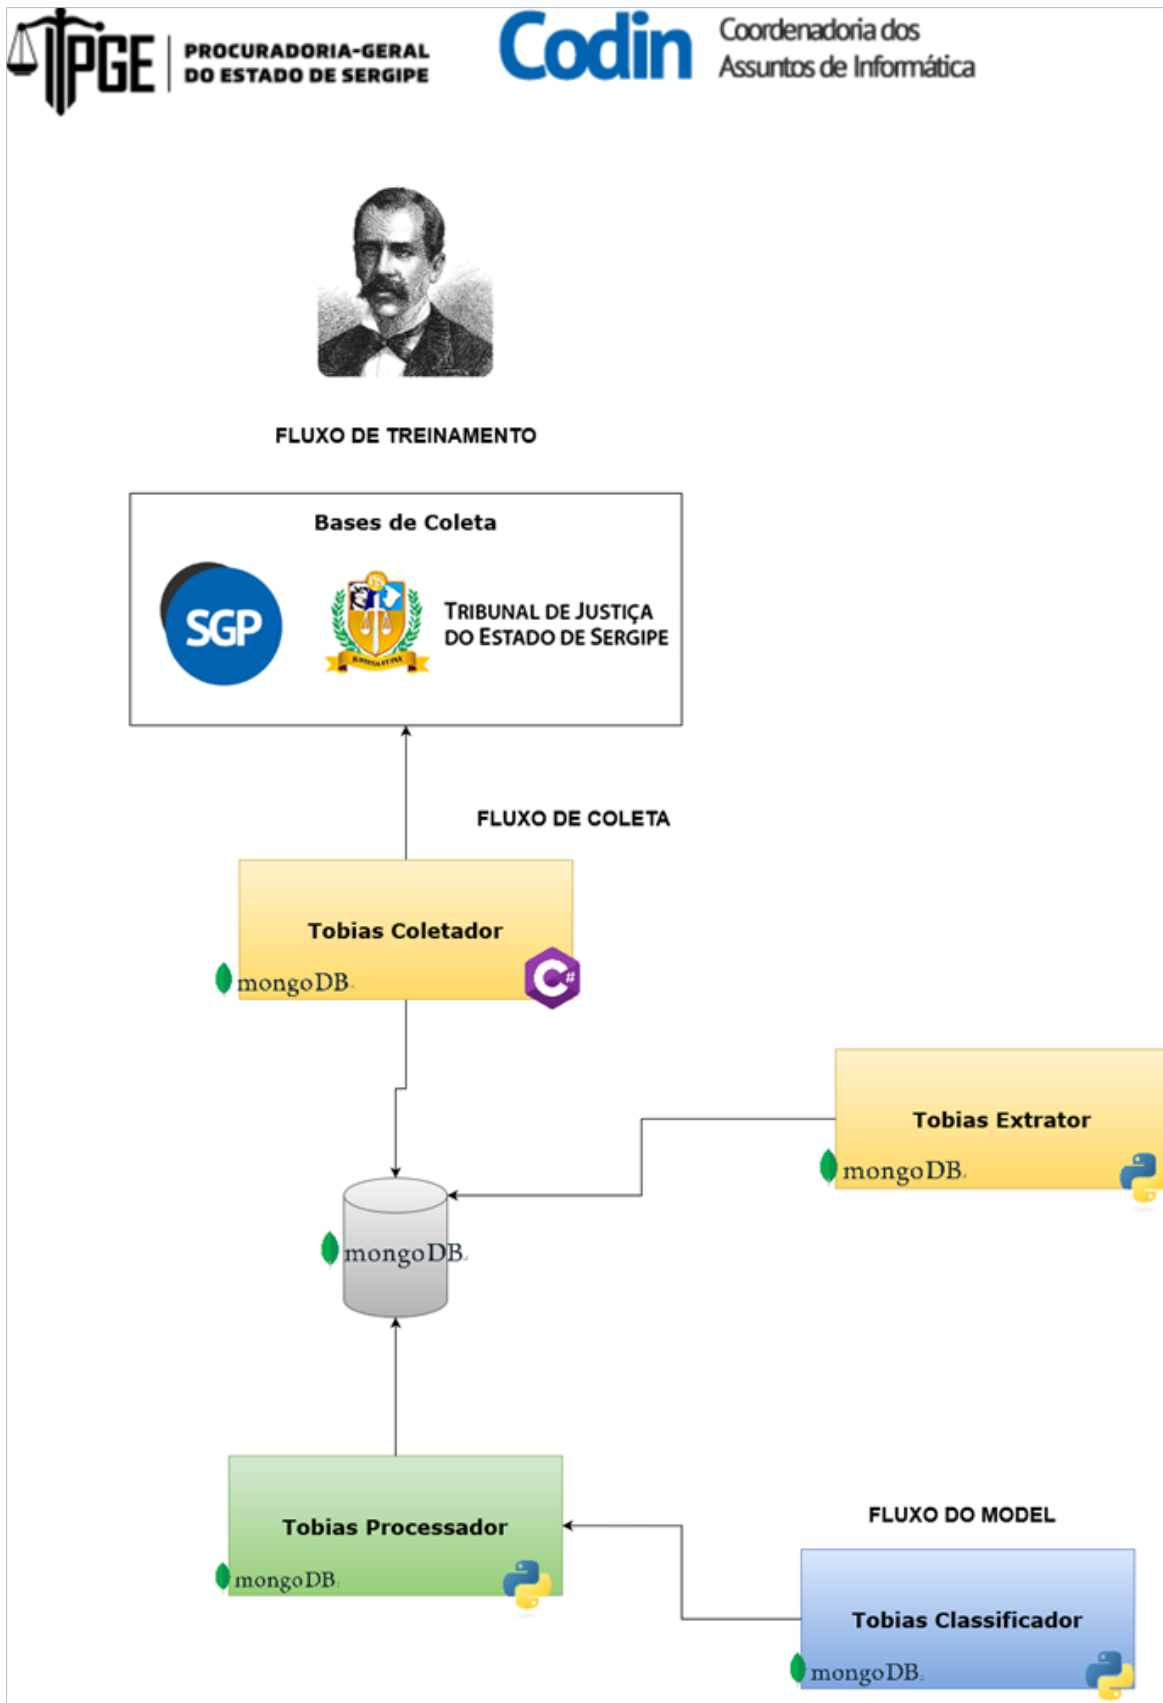 PGE
PROCURADORIA-GERAL
DO ESTADO DE SERGIPE
Codin
Coordenadoria dos
Assuntos de Informática
FLUXO DE TREINAMENTO
Bases de Coleta
SGP
TRIBUNAL DE JUSTIÇA
DO ESTADO DE SERGIPE
FLUXO DE COLETA
Tobias Coletador
mongoDB
C#
Tobias Extrator
mongoDB
mongoDB
Tobias Processador
mongoDB
FLUXO DO MODEL
Tobias Classificador
mongoDB